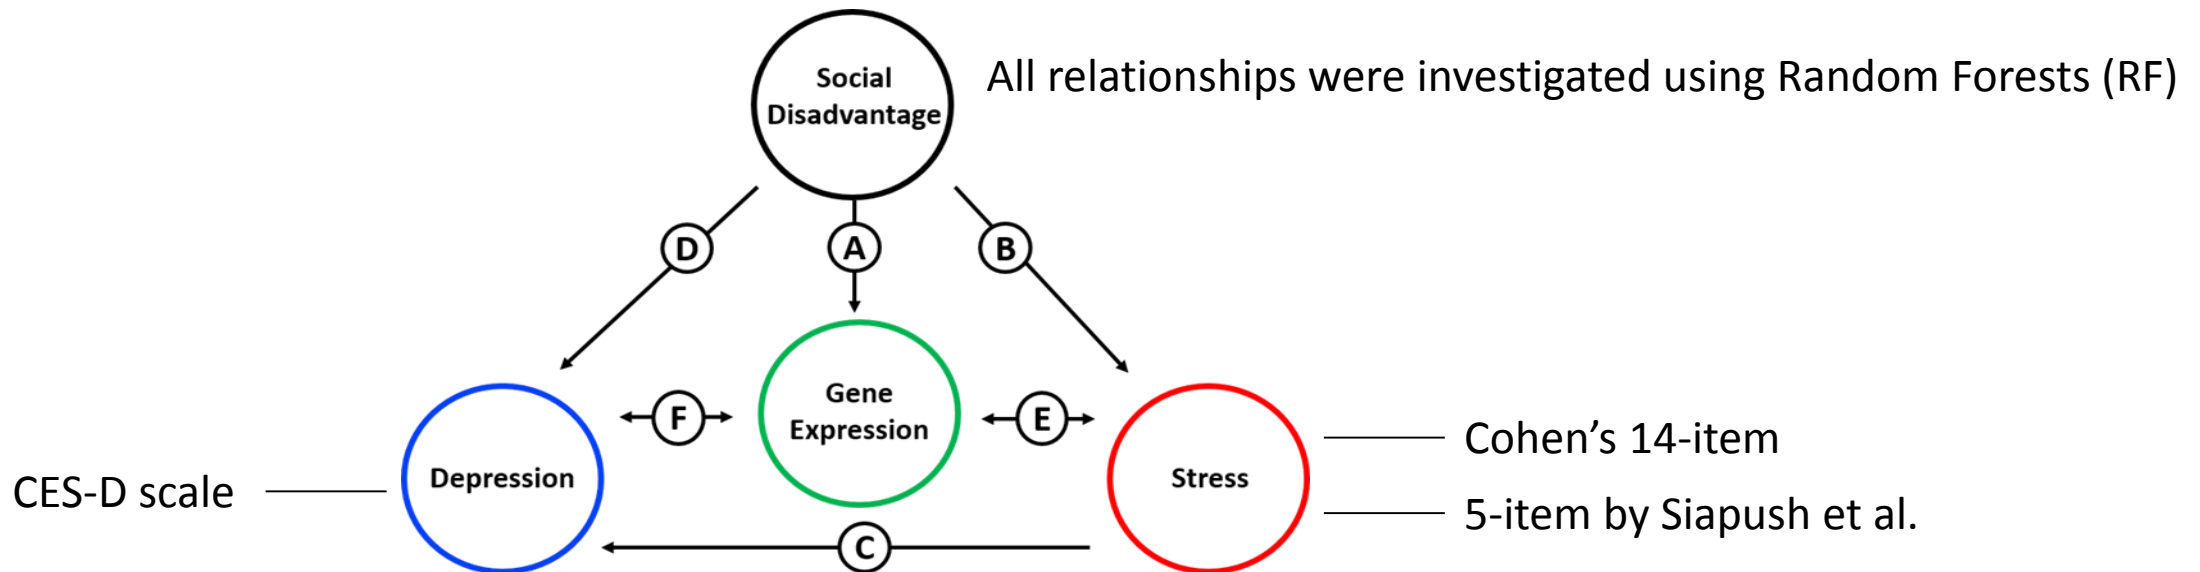 Social
Disadvantage
All relationships were investigated using Random Forests (RF)
D
A
B
Gene
Expression
F
E
Depression
Stress
CES-D scale
Cohen’s 14-item
5-item by Siapush et al.
C